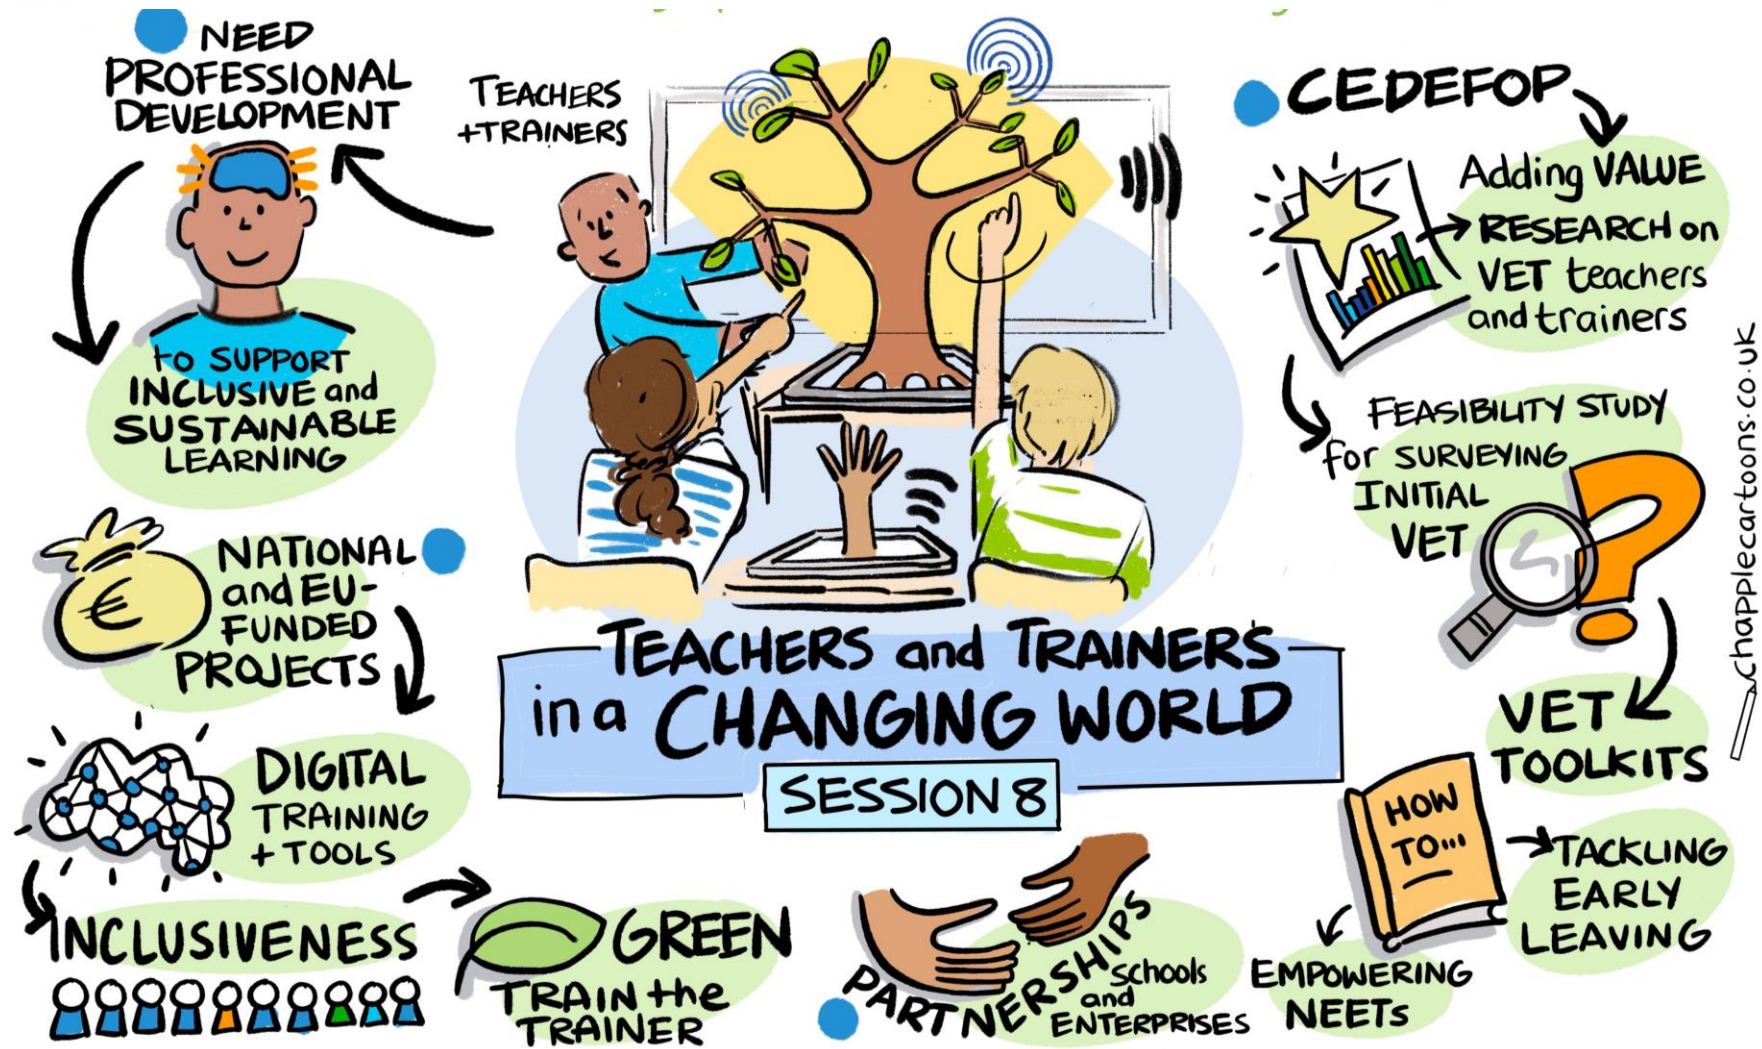 NEED
PROFESSIONAL
DEVELOPMENT
TEACHERS
+TRAINERS
to SUPPORT
INCLUSIVE and
SUSTAINABLE
LEARNING
NATIONAL
and EU-
FUNDED
PROJECTS
€
DIGITAL
TRAINING
+ TOOLS
INCLUSIVENESS
GREEN
TRAIN the
TRAINER
TEACHERS and TRAINERS
in a CHANGING WORLD
SESSION 8
PARTNERSHIPS
Schools
and
ENTERPRISES
CEDEFOP
Adding VALUE
RESEARCH on
VET teachers
and trainers
FEASIBILITY STUDY
for SURVEYING
INITIAL
VET
VET
TOOLKITS
HOW
TO...
TACKLING
EARLY
LEAVING
EMPOWERING
NEETs
chapplecartoons.co.uk